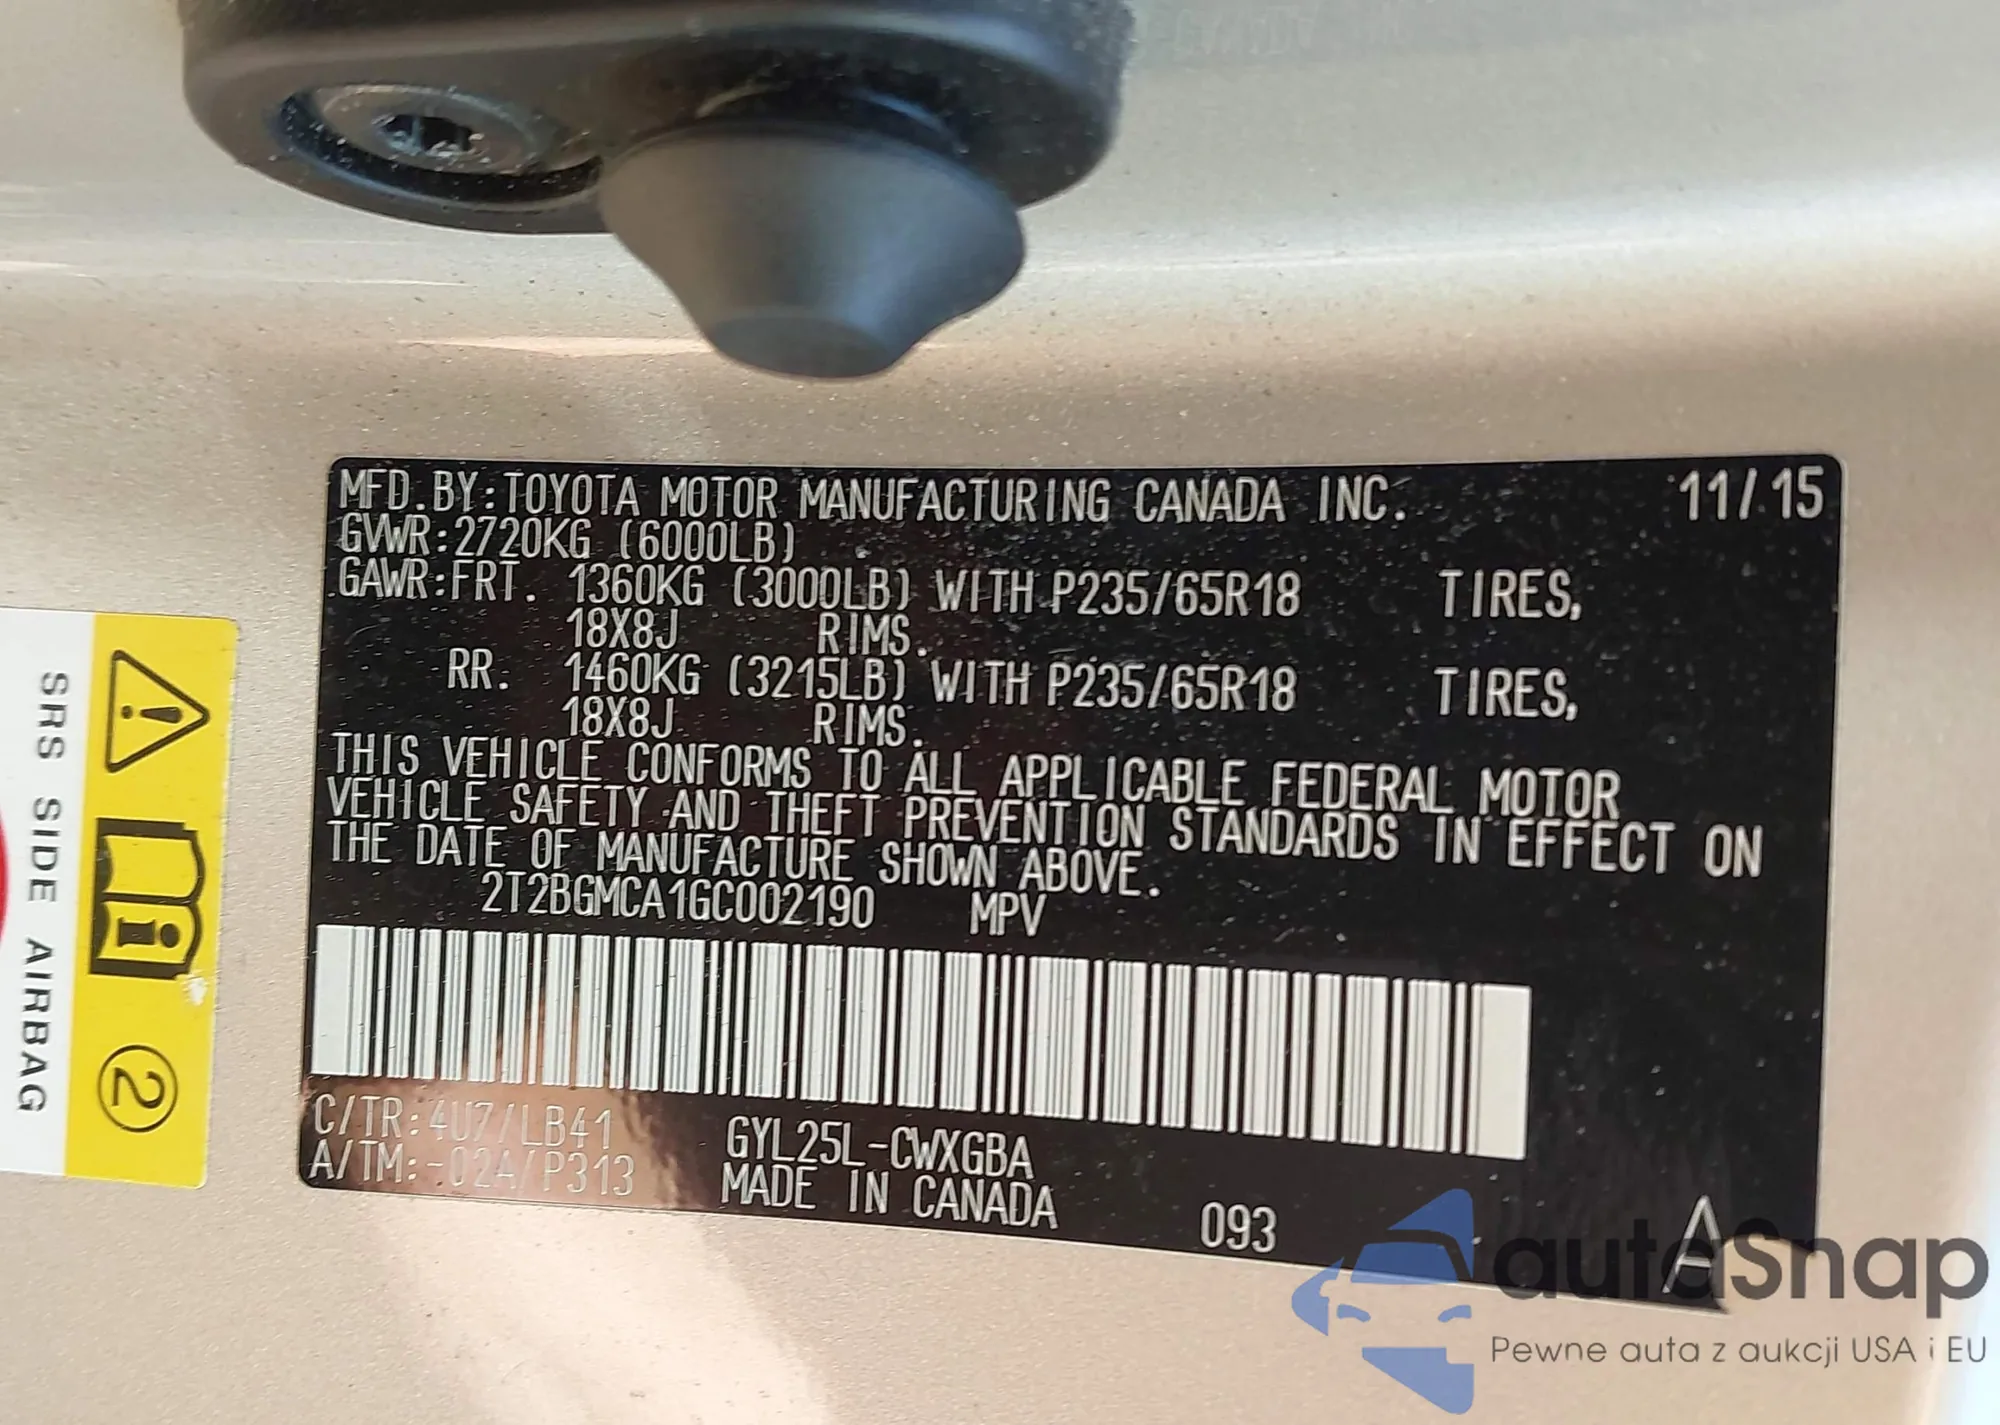 MFD.BY:TOYOTA MOTOR MANUFACTURING CANADA INC. 11/15
GVWR:2720KG (6000LB)
GAWR:FRT. 1360KG (3000LB) WITH P235/65R18 TIRES,
18X8J RIMS.
RR. 1460KG (3215LB) WITH P235/65R18 TIRES,
18X8J RIMS.
THIS VEHICLE CONFORMS TO ALL APPLICABLE FEDERAL MOTOR
VEHICLE SAFETY AND THEFT PREVENTION STANDARDS IN EFFECT ON
THE DATE OF MANUFACTURE SHOWN ABOVE.
2T2BGMCA1GC002190 MPV
C/TR:4U7/LB41 GYL25L-CWXGBA
A/TM:-02A/P313 MADE IN CANADA
093 A
SRS SIDE AIRBAG
2
autoSnap
Pewne auta z aukcji USA i EU